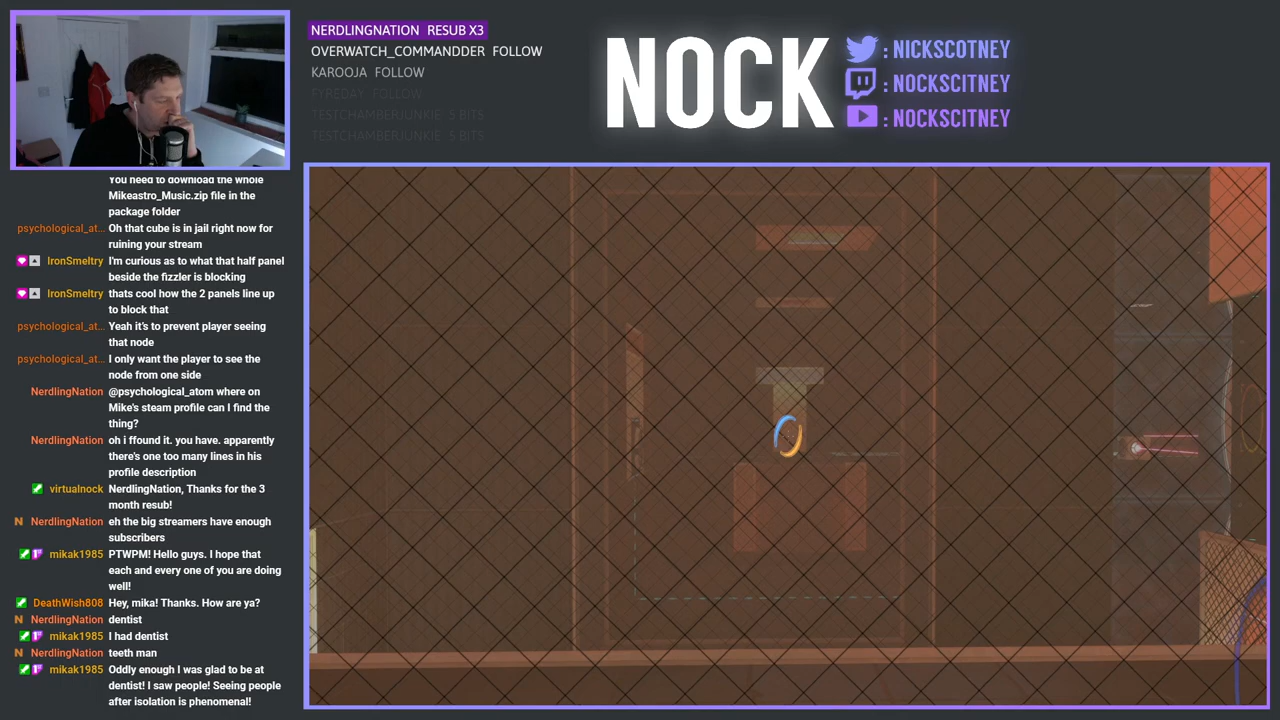 NERDLINGNATION RESUB X3
OVERWATCH_COMMANDDER FOLLOW
KAROOJA FOLLOW
FYREDAY FOLLOW
TESTCHAMBERJUNKIE 5 BITS
TESTCHAMBERJUNKIE 5 BITS
NOCK
: NICKSCOTNEY
: NOCKSCITNEY
: NOCKSCITNEY
You need to download the whole
Mikeastro_Music.zip file in the
package folder
psychological_at... Oh that cube is in jail right now for
ruining your stream
IronSmeltry I'm curious as to what that half panel
beside the fizzler is blocking
IronSmeltry thats cool how the 2 panels line up
to block that
psychological_at... Yeah it's to prevent player seeing
that node
psychological_at... I only want the player to see the
node from one side
NerdlingNation @psychological_atom where on
Mike's steam profile can I find the
thing?
NerdlingNation oh i ffound it. you have. apparently
there's one too many lines in his
profile description
virtualnock NerdlingNation, Thanks for the 3
month resub!
N NerdlingNation eh the big streamers have enough
subscribers
mikak1985 PTWPM! Hello guys. I hope that
each and every one of you are doing
well!
DeathWish808 Hey, mika! Thanks. How are ya?
N NerdlingNation dentist
mikak1985 I had dentist
N NerdlingNation teeth man
mikak1985 Oddly enough I was glad to be at
dentist! I saw people! Seeing people
after isolation is phenomenal!